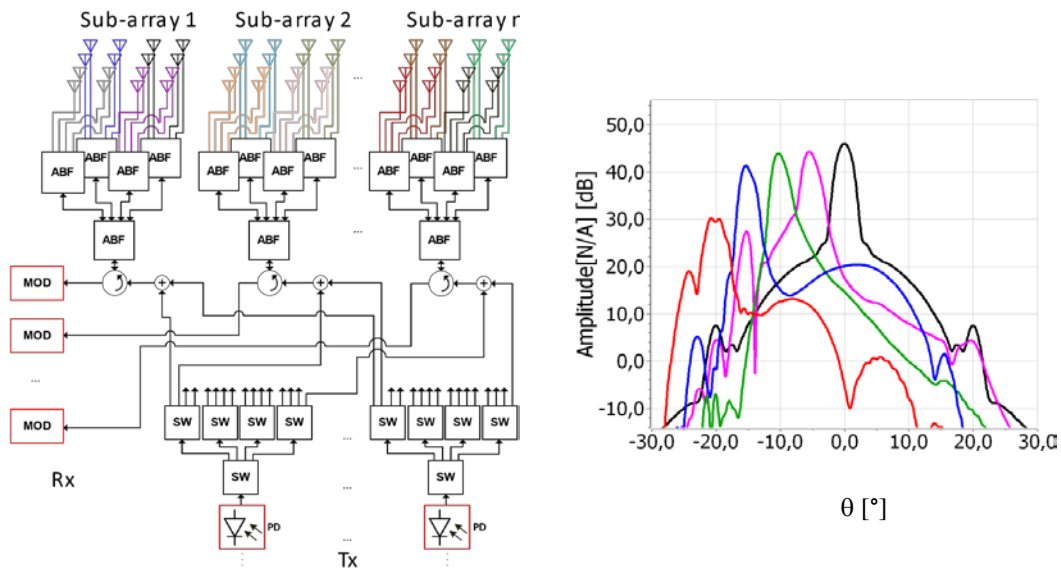 Sub-array 1 Sub-array 2 Sub-array n
...
ABF ABF ABF ABF ABF ABF
ABF ABF ... ABF ABF ABF ABF
ABF ABF ... ABF
MOD + + +
MOD
...
MOD
SW SW SW SW ... SW SW SW SW
Rx
SW ... SW
PD ... PD
Tx
Amplitude[N/A] [dB]
50,0
40,0
30,0
20,0
10,0
0,0
-10,0
-30,0 -20,0 -10,0 0,0 10,0 20,0 30,0
θ [°]